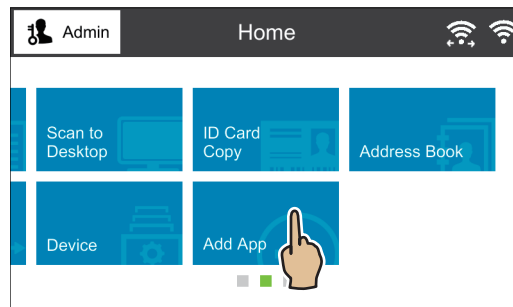 Admin
Home
Scan to
Desktop
ID Card
Copy
Address Book
Device
Add App